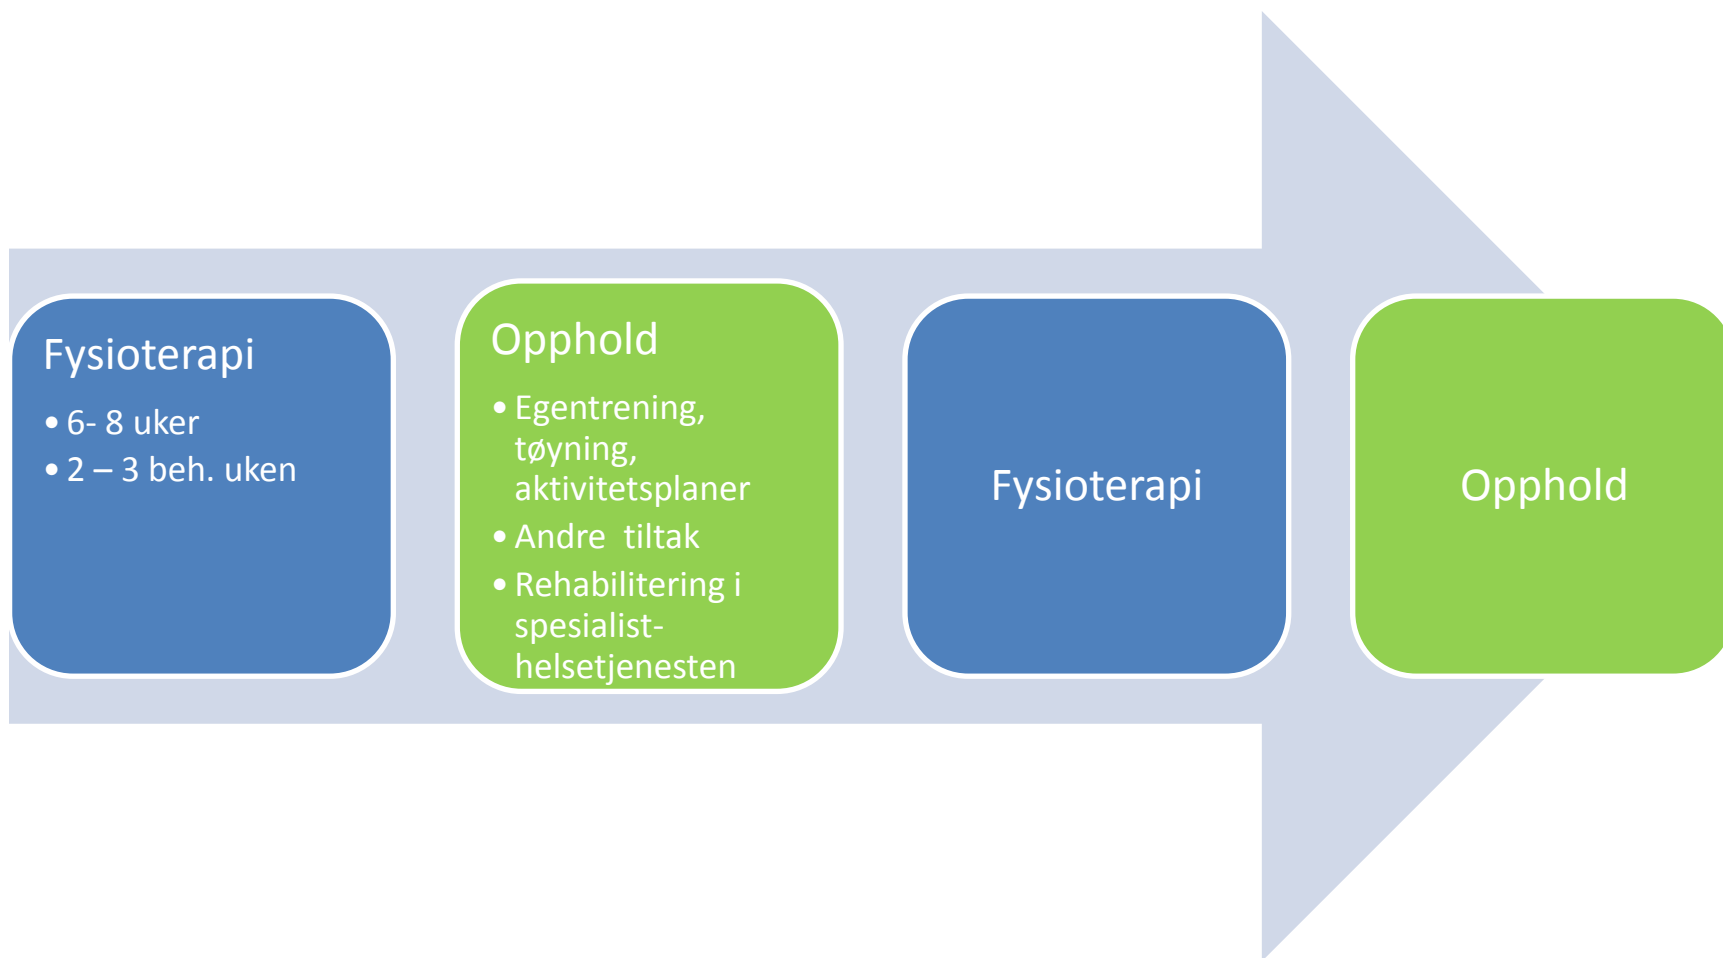 Fysioterapi
• 6- 8 uker
• 2 – 3 beh. uken
Opphold
• Egentrening,
tøyning,
aktivitetsplaner
• Andre  tiltak
• Rehabilitering i
spesialist-
helsetjenesten
Fysioterapi
Opphold